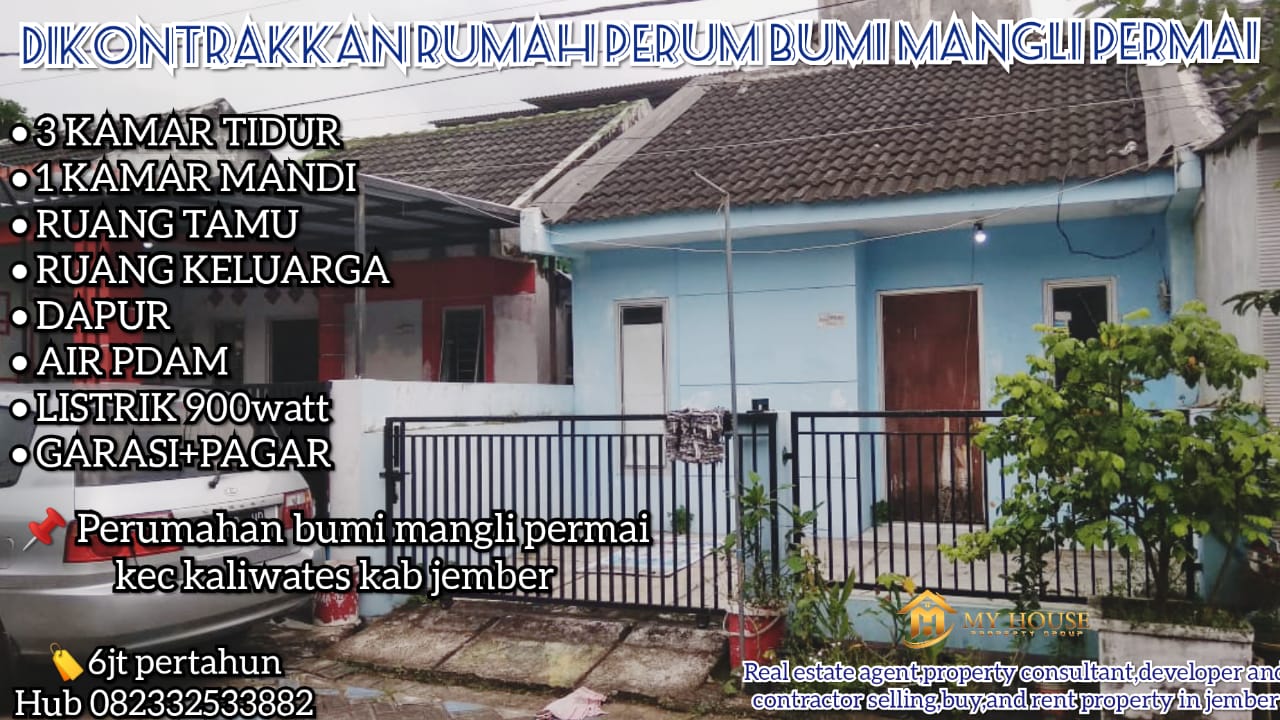 DIKONTRAKKAN RUMAH PERUM BUMI MANGLI PERMAI
• 3 KAMAR TIDUR
• 1 KAMAR MANDI
• RUANG TAMU
• RUANG KELUARGA
• DAPUR
• AIR PDAM
• LISTRIK 900watt
• GARASI+PAGAR
📌 Perumahan bumi mangli permai
kec kaliwates kab jember
🏷️6jt pertahun
Hub 082332533882
MY HOUSE
PROPERTY GROUP
Real estate agent,property consultant,developer and
contractor selling,buy,and rent property in jember